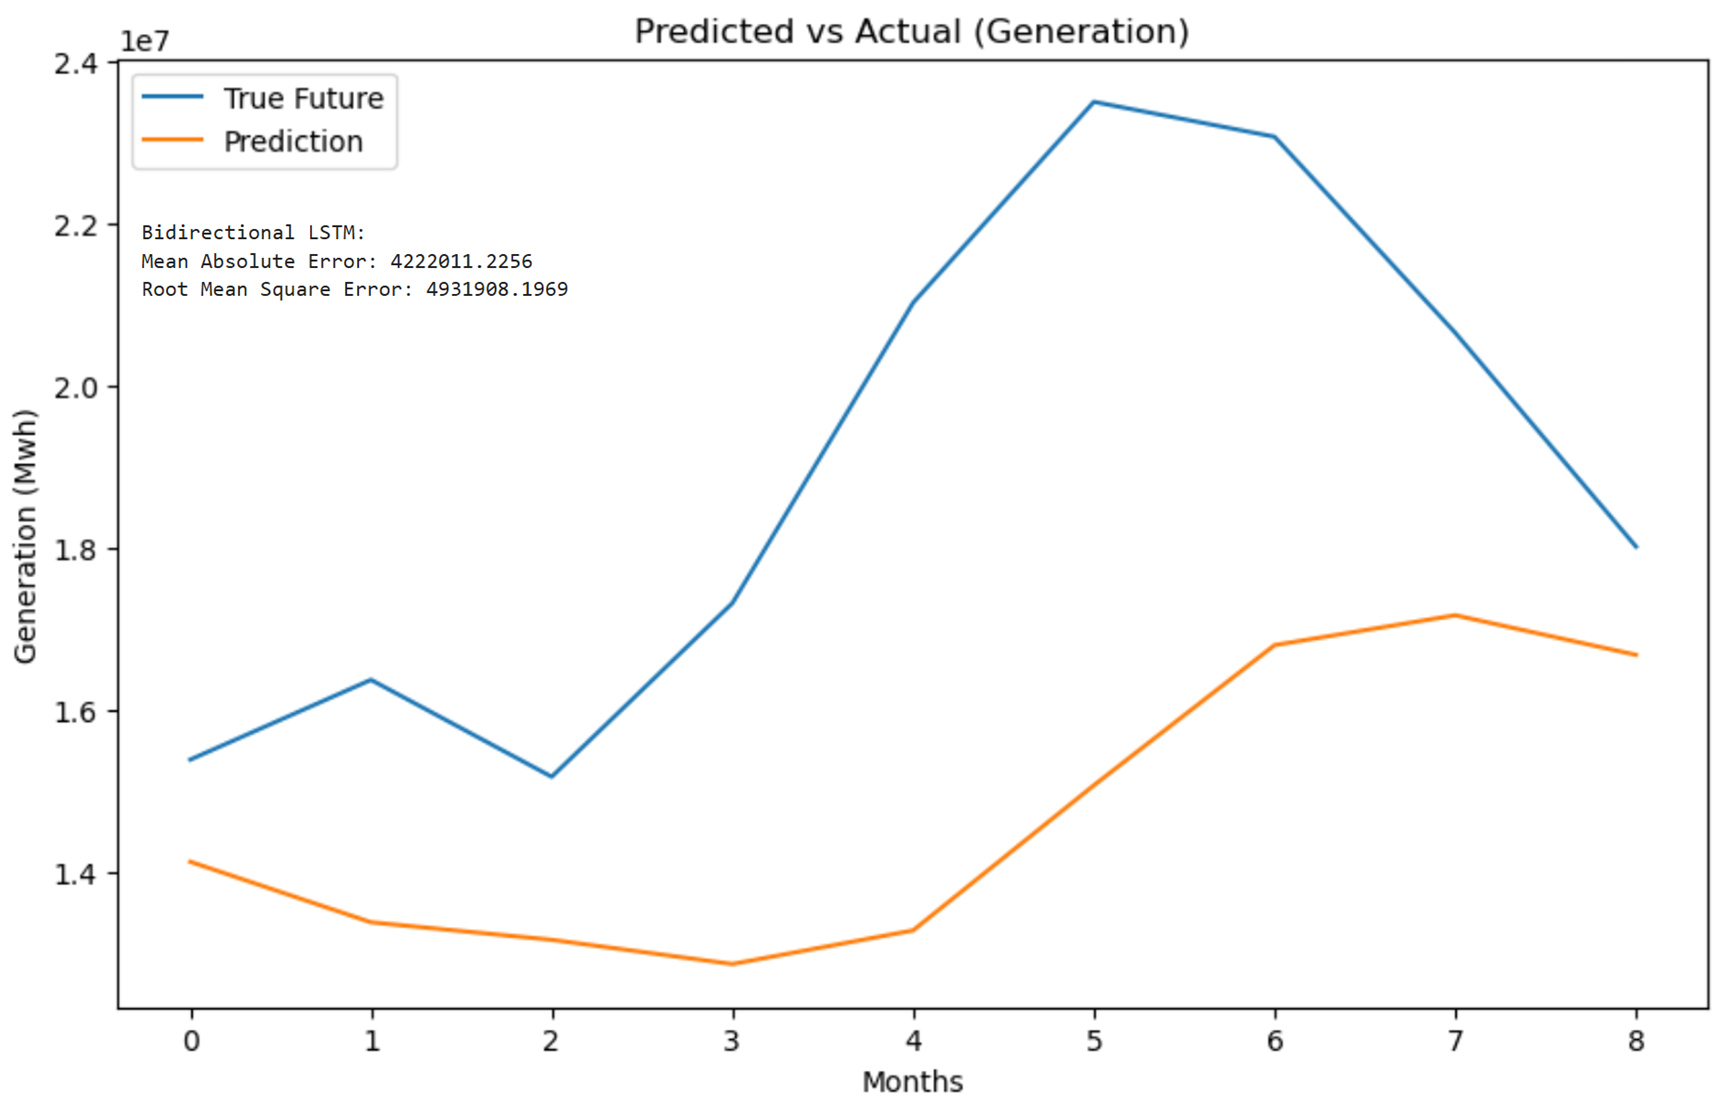 Predicted vs Actual (Generation)
1e7
2.4
2.2
2.0
1.8
1.6
1.4
Generation (Mwh)
True Future
Prediction
Bidirectional LSTM:
Mean Absolute Error: 4222011.2256
Root Mean Square Error: 4931908.1969
0 1 2 3 4 5 6 7 8
Months